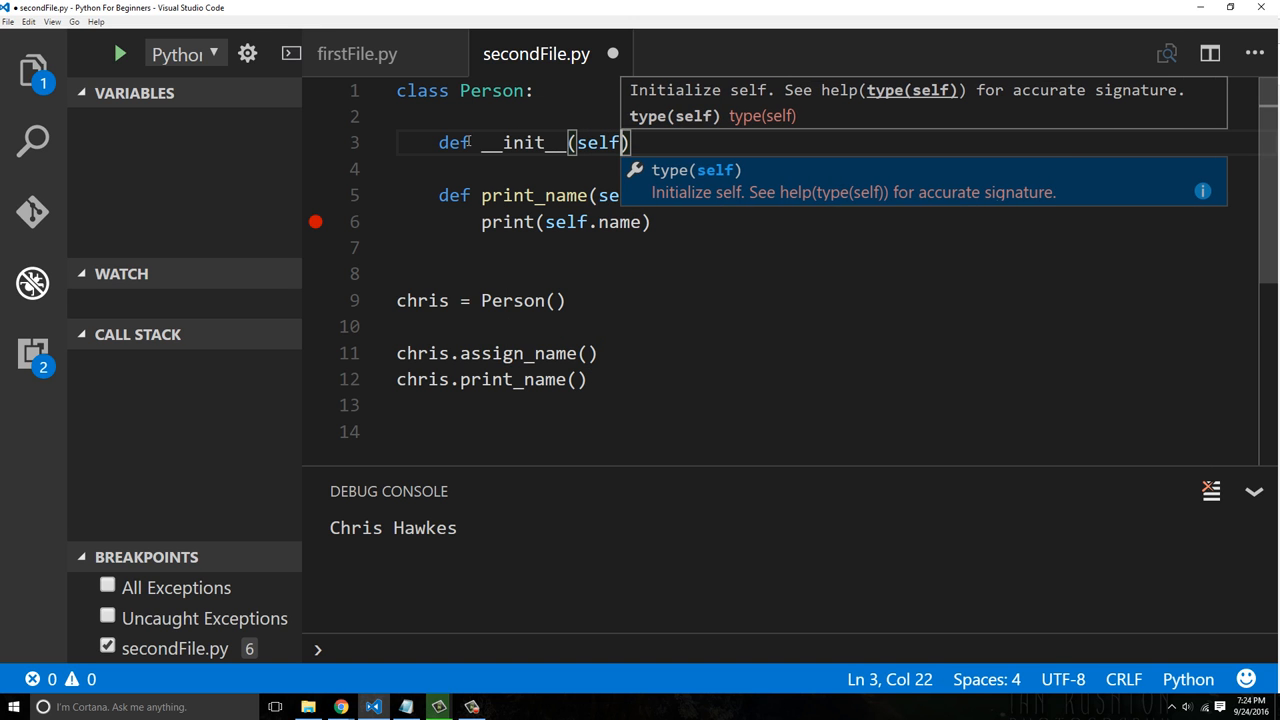 ● secondFile.py - Python For Beginners - Visual Studio Code
File Edit View Go Help
Python
firstFile.py
secondFile.py
VARIABLES
WATCH
CALL STACK
BREAKPOINTS
All Exceptions
Uncaught Exceptions
secondFile.py 6
1
2
1 class Person:
2
3 def __init__(self)
4
5 def print_name(se
6 print(self.name)
7
8
9 chris = Person()
10
11 chris.assign_name()
12 chris.print_name()
13
14
Initialize self. See help(type(self)) for accurate signature.
type(self) type(self)
type(self)
Initialize self. See help(type(self)) for accurate signature.
DEBUG CONSOLE
Chris Hawkes
0 0
Ln 3, Col 22 Spaces: 4 UTF-8 CRLF Python
I'm Cortana. Ask me anything.
7:24 PM
9/24/2016